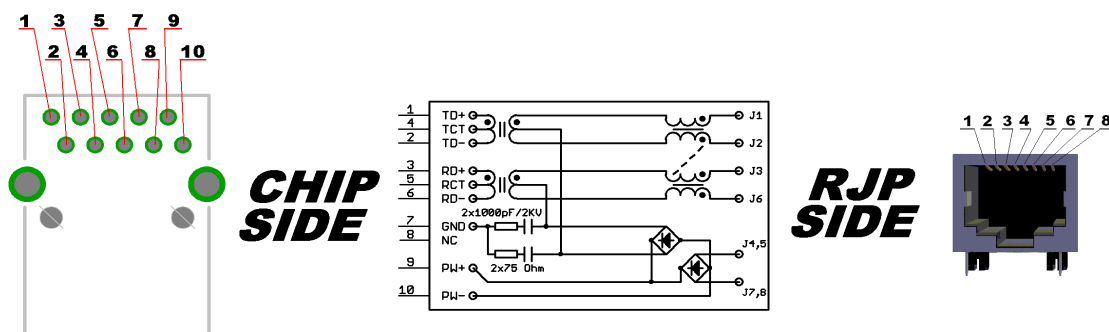 1 3 5 7 9
2 4 6 8 10
CHIP
SIDE
1 TD+
4 TCT
2 TD-
3 RD+
5 RCT
6 RD-
2x1000pF/2KV
7 GND
8 NC
2x75 Ohm
9 PW+
10 PW-
J1
J2
J3
J6
J4,5
J7,8
RJP
SIDE
1 2 3 4 5 6 7 8